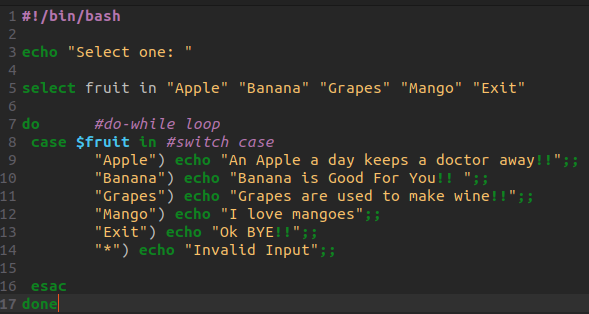 1 #!/bin/bash
2
3 echo "Select one: "
4
5 select fruit in "Apple" "Banana" "Grapes" "Mango" "Exit"
6
7 do      #do-while loop
8  case $fruit in #switch case
9         "Apple") echo "An Apple a day keeps a doctor away!!";;
10         "Banana") echo "Banana is Good For You!! ";;
11         "Grapes") echo "Grapes are used to make wine!!";;
12         "Mango") echo "I love mangoes";;
13         "Exit") echo "Ok BYE!!";;
14         "*") echo "Invalid Input";;
15
16  esac
17 done